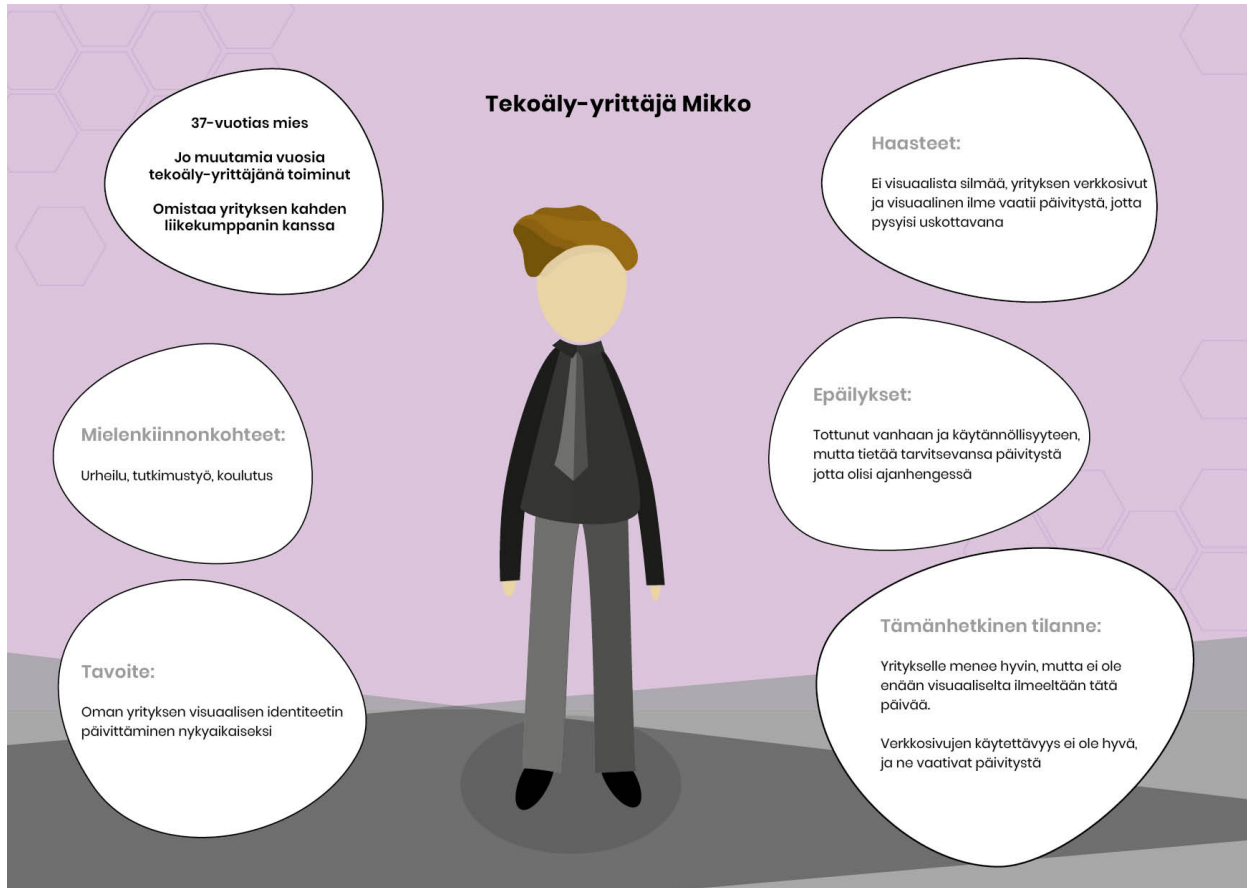 Tekoäly-yrittäjä Mikko
37-vuotias mies
Jo muutamia vuosia
tekoäly-yrittäjänä toiminut
Omistaa yrityksen kahden
liikekumppanin kanssa
Mielenkiinnonkohteet:
Urheilu, tutkimustyö, koulutus
Tavoite:
Oman yrityksen visuaalisen identiteetin
päivittäminen nykyaikaiseksi
Haasteet:
Ei visuaalista silmää, yrityksen verkkosivut
ja visuaalinen ilme vaatii päivitystä, jotta
pysyisi uskottavana
Epäilykset:
Tottunut vanhaan ja käytännöllisyyteen,
mutta tietää tarvitsevansa päivitystä
jotta olisi ajanhengessä
Tämänhetkinen tilanne:
Yritykselle menee hyvin, mutta ei ole
enään visuaaliselta ilmeeltään tätä
päivää.
Verkkosivujen käytettävyys ei ole hyvä,
ja ne vaativat päivitystä